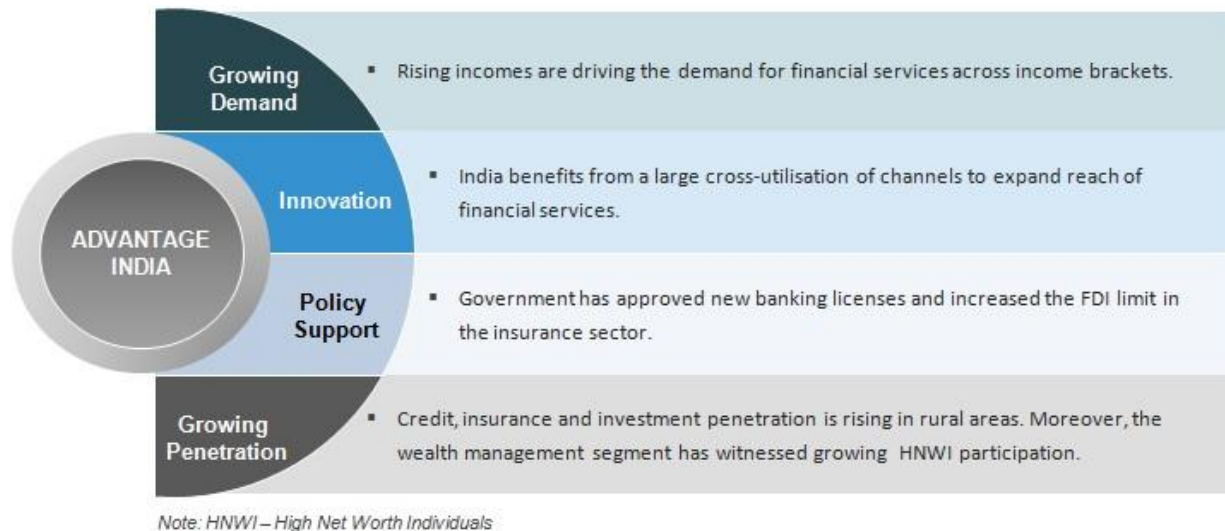 Growing
Demand
▪ Rising incomes are driving the demand for financial services across income brackets.
Innovation
▪ India benefits from a large cross-utilisation of channels to expand reach of
financial services.
ADVANTAGE
INDIA
Policy
Support
▪ Government has approved new banking licenses and increased the FDI limit in
the insurance sector.
Growing
Penetration
▪ Credit, insurance and investment penetration is rising in rural areas. Moreover, the
wealth management segment has witnessed growing HNWI participation.
Note: HNWI – High Net Worth Individuals